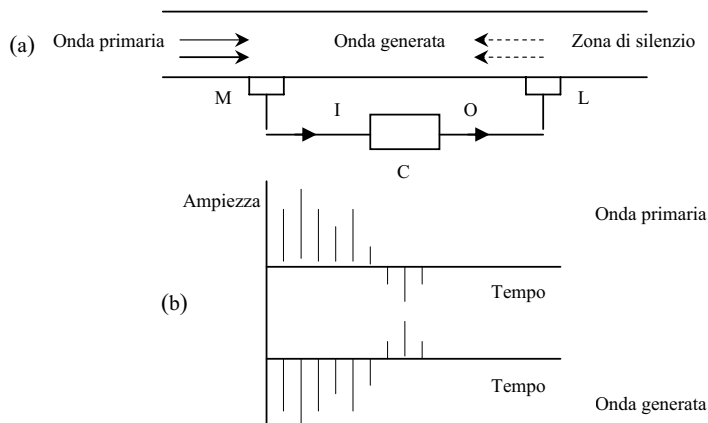 (a) Onda primaria Onda generata Zona di silenzio
M I O L
C
Ampiezza
Onda primaria
Tempo
(b)
Tempo
Onda generata